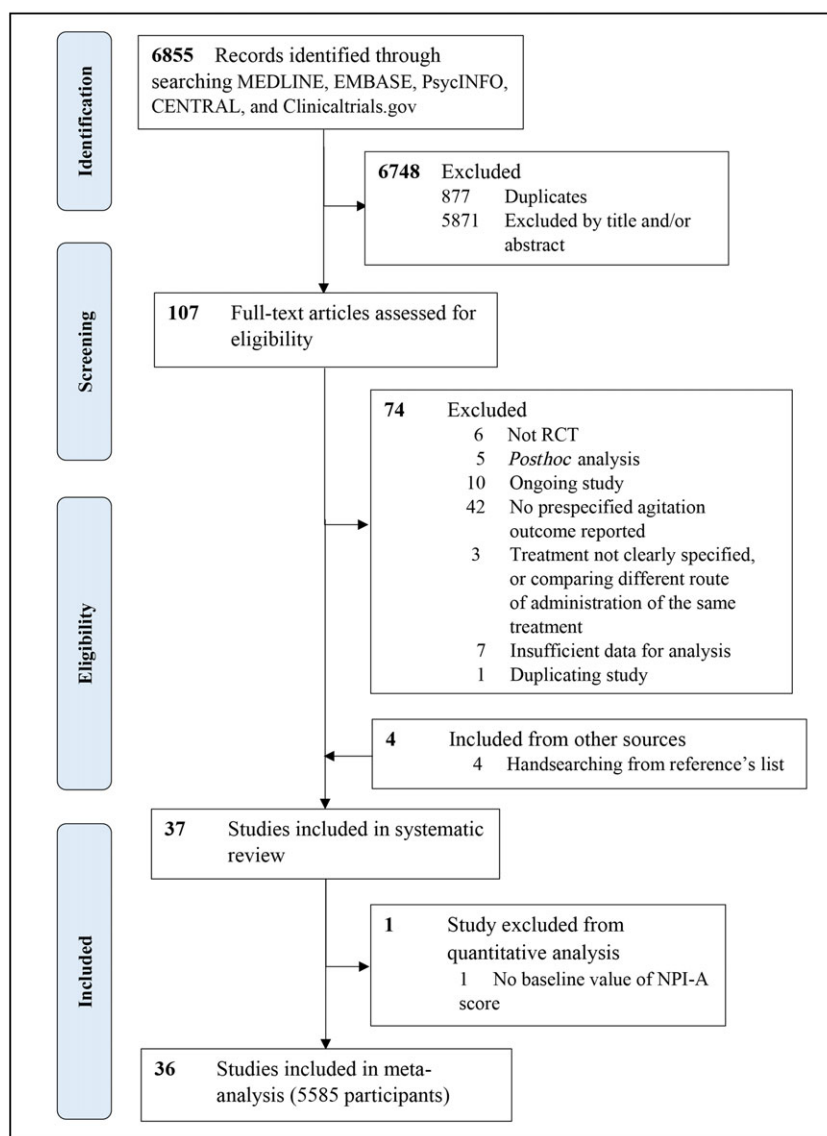 Identification
6855 Records identified through
searching MEDLINE, EMBASE, PsycINFO,
CENTRAL, and Clinicaltrials.gov
6748 Excluded
877 Duplicates
5871 Excluded by title and/or
abstract
Screening
107 Full-text articles assessed for
eligibility
74 Excluded
6 Not RCT
5 Posthoc analysis
10 Ongoing study
42 No prespecified agitation
outcome reported
3 Treatment not clearly specified,
or comparing different route
of administration of the same
treatment
7 Insufficient data for analysis
1 Duplicating study
Eligibility
4 Included from other sources
4 Handsearching from reference's list
37 Studies included in systematic
review
Included
1 Study excluded from
quantitative analysis
1 No baseline value of NPI-A
score
36 Studies included in meta-
analysis (5585 participants)